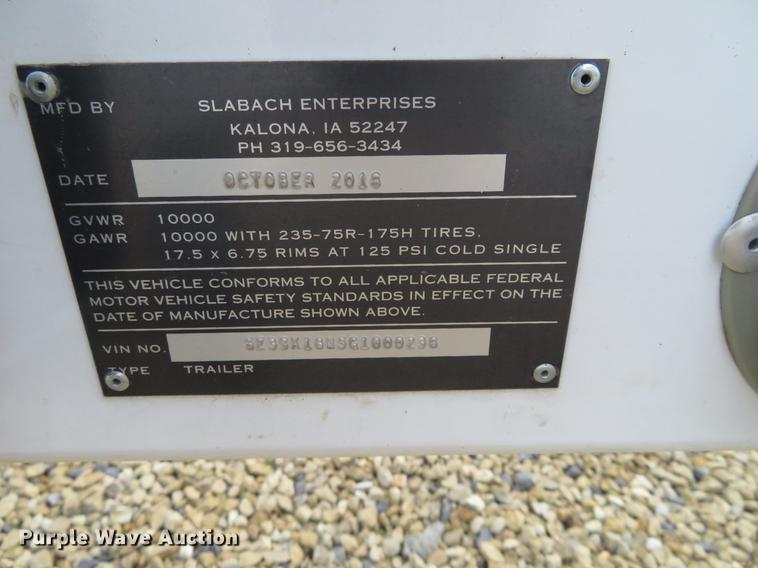 MFD BY SLABACH ENTERPRISES
KALONA, IA 52247
PH 319-656-3434
DATE OCTOBER 2016
GVWR 10000
GAWR 10000 WITH 235-75R-175H TIRES,
17.5 x 6.75 RIMS AT 125 PSI COLD SINGLE
THIS VEHICLE CONFORMS TO ALL APPLICABLE FEDERAL
MOTOR VEHICLE SAFETY STANDARDS IN EFFECT ON THE
DATE OF MANUFACTURE SHOWN ABOVE.
VIN NO.
TYPE TRAILER
Purple Wave Auction